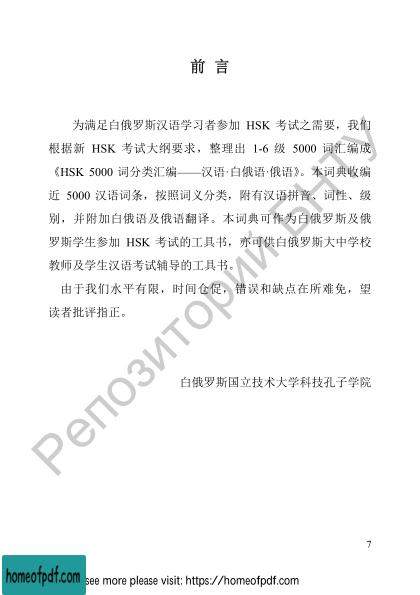 前 言
为满足白俄罗斯汉语学习者参加 HSK 考试之需要，我们
根据新 HSK 考试大纲要求，整理出 1-6 级 5000 词汇编成
《HSK 5000 词分类汇编——汉语·白俄语·俄语》。本词典收编
近 5000 汉语词条，按照词义分类，附有汉语拼音、词性、级
别，并附加白俄语及俄语翻译。本词典可作为白俄罗斯及俄
罗斯学生参加 HSK 考试的工具书，亦可供白俄罗斯大中学校
教师及学生汉语考试辅导的工具书。
由于我们水平有限，时间仓促，错误和缺点在所难免，望
读者批评指正。
白俄罗斯国立技术大学科技孔子学院
Репозиторий БНТУ
7
homeofpdf.com
see more please visit: https://homeofpdf.com